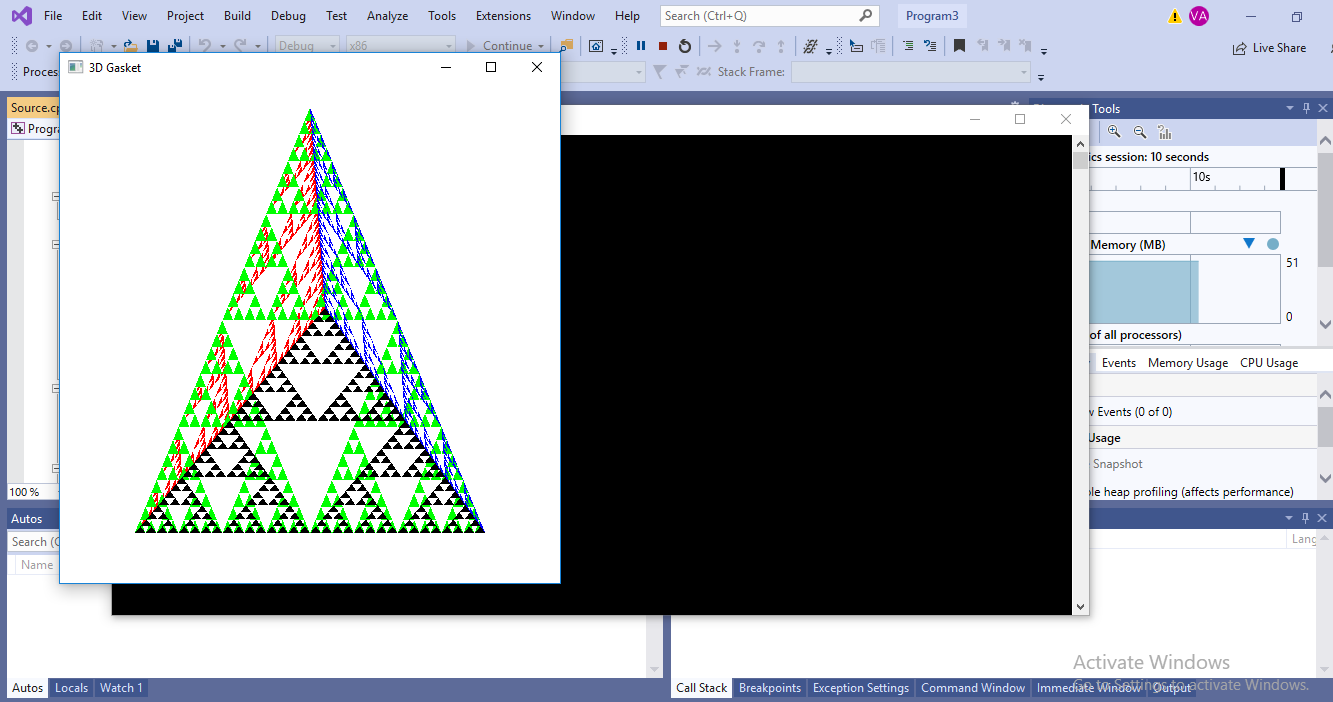 File Edit View Project Build Debug Test Analyze Tools Extensions Window Help Search (Ctrl+Q) Program3 VA
Debug x86 Continue Live Share
Stack Frame:
3D Gasket
Source.cp
Tools
ics session: 10 seconds
10s
Memory (MB)
51
0
of all processors)
Events Memory Usage CPU Usage
Events (0 of 0)
Snapshot
heap profiling (affects performance)
100 %
Autos
Search (C
Name
Lang
Activate Windows
Go to Settings to activate Windows.
Autos Locals Watch 1
Call Stack Breakpoints Exception Settings Command Window Immediate Window Output